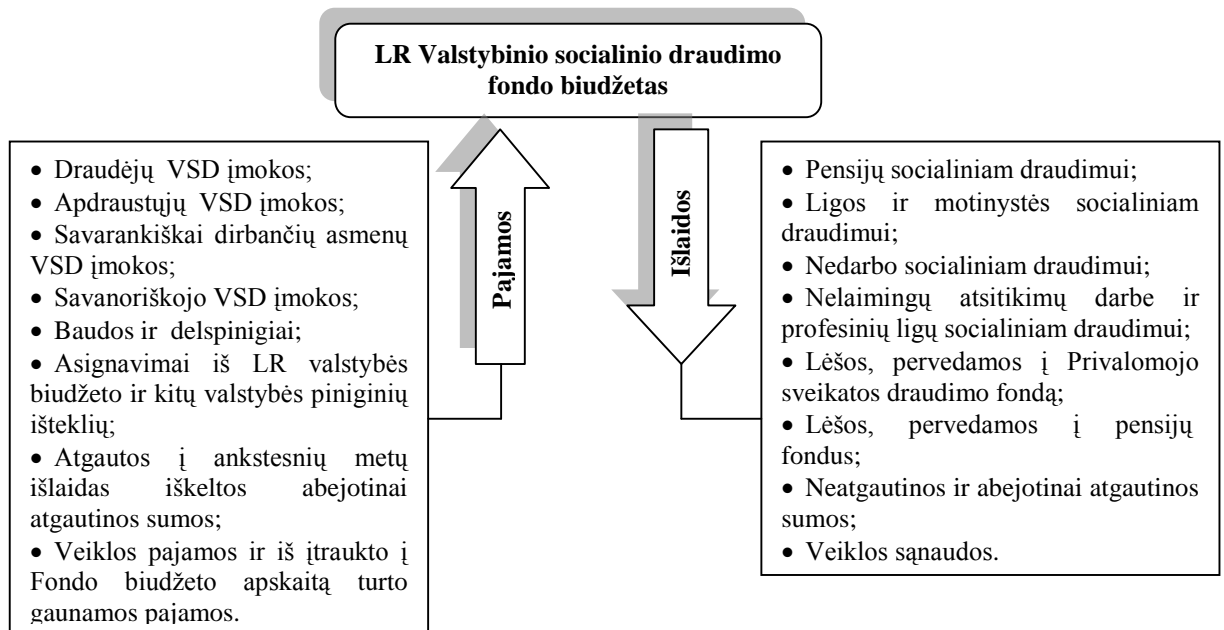 LR Valstybinio socialinio draudimo
fondo biudžetas
• Draudėjų VSD įmokos;
• Apdraustųjų VSD įmokos;
• Savarankiškai dirbančių asmenų
VSD įmokos;
• Savanoriškojo VSD įmokos;
• Baudos ir delspinigiai;
• Asignavimai iš LR valstybės
biudžeto ir kitų valstybės piniginių
išteklių;
• Atgautos į ankstesnių metų
išlaidas iškeltos abejotinai
atgautinos sumos;
• Veiklos pajamos ir iš įtraukto į
Fondo biudžeto apskaitą turto
gaunamos pajamos.
Pajamos
Išlaidos
• Pensijų socialiniam draudimui;
• Ligos ir motinystės socialiniam
draudimui;
• Nedarbo socialiniam draudimui;
• Nelaimingų atsitikimų darbe ir
profesinių ligų socialiniam draudimui;
• Lėšos, pervedamos į Privalomojo
sveikatos draudimo fondą;
• Lėšos, pervedamos į pensijų
fondus;
• Neatgautinos ir abejotinai atgautinos
sumos;
• Veiklos sąnaudos.